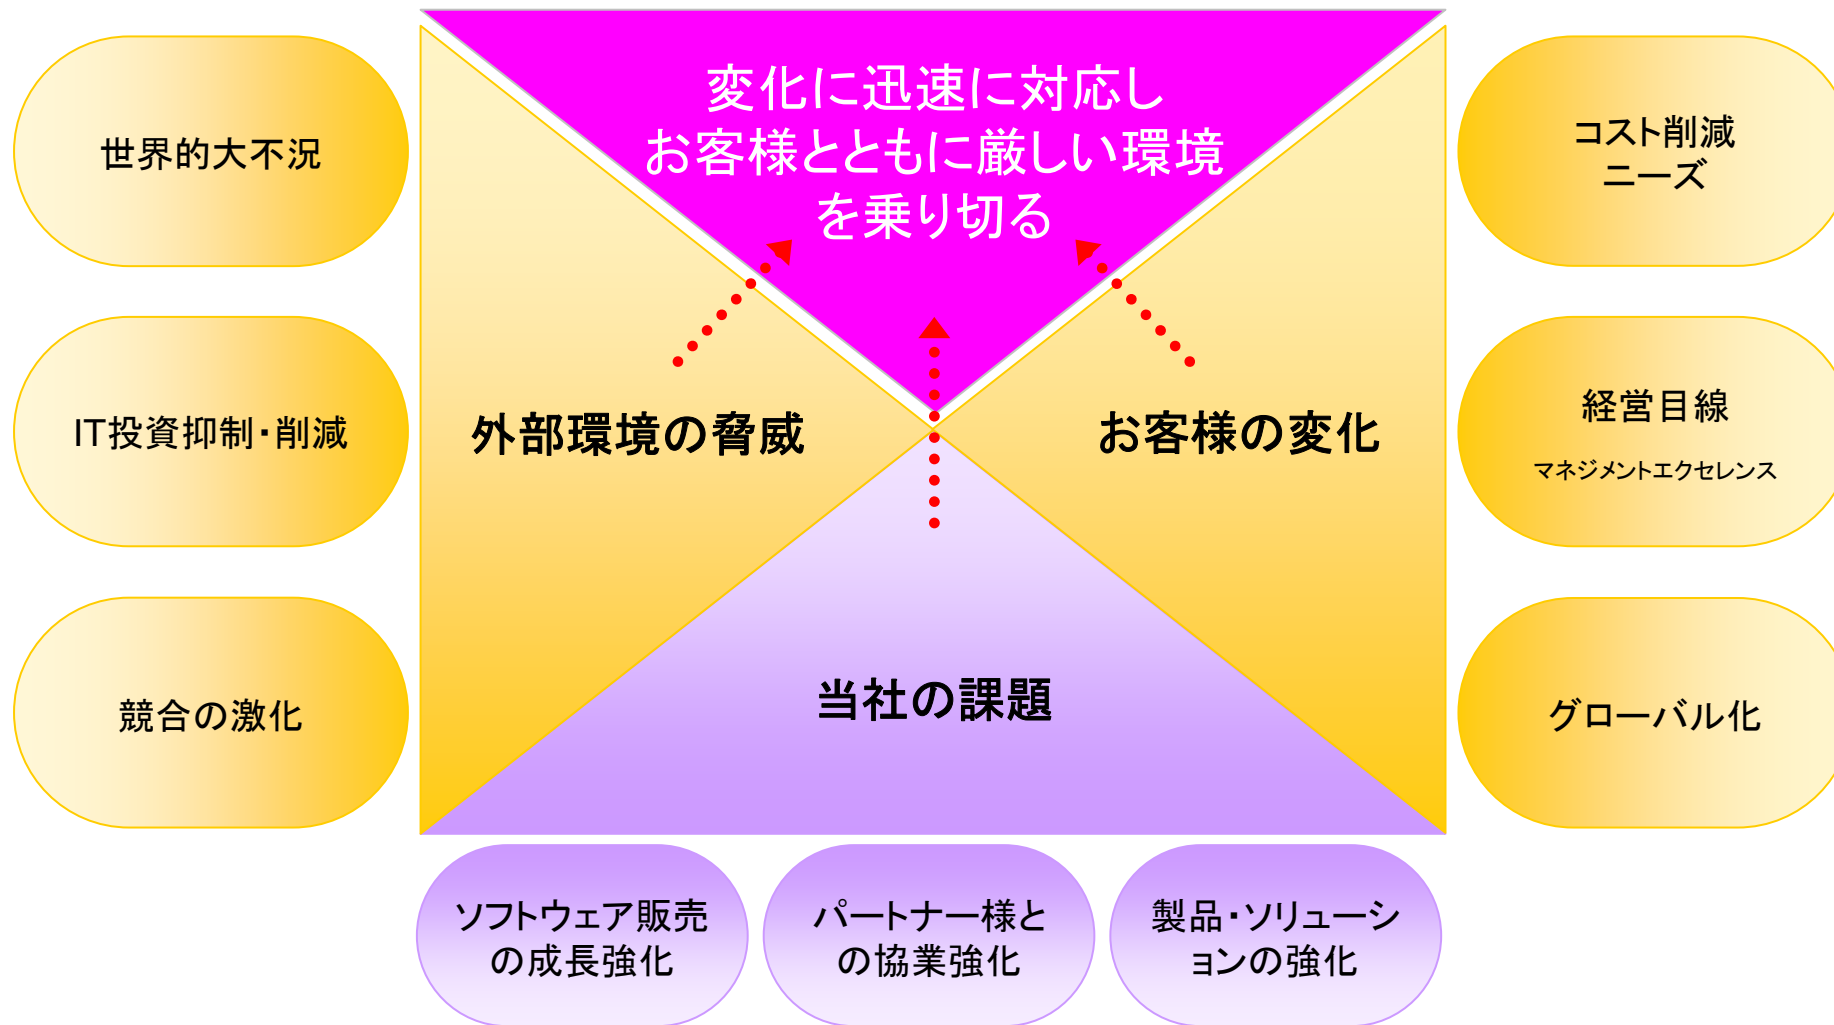 変化に迅速に対応し
お客様とともに厳しい環境
を乗り切る
世界的大不況
IT投資抑制・削減
競合の激化
外部環境の脅威
お客様の変化
コスト削減
ニーズ
経営目線
マネジメントエクセレンス
グローバル化
当社の課題
ソフトウェア販売
の成長強化
パートナー様と
の協業強化
製品・ソリューシ
ョンの強化